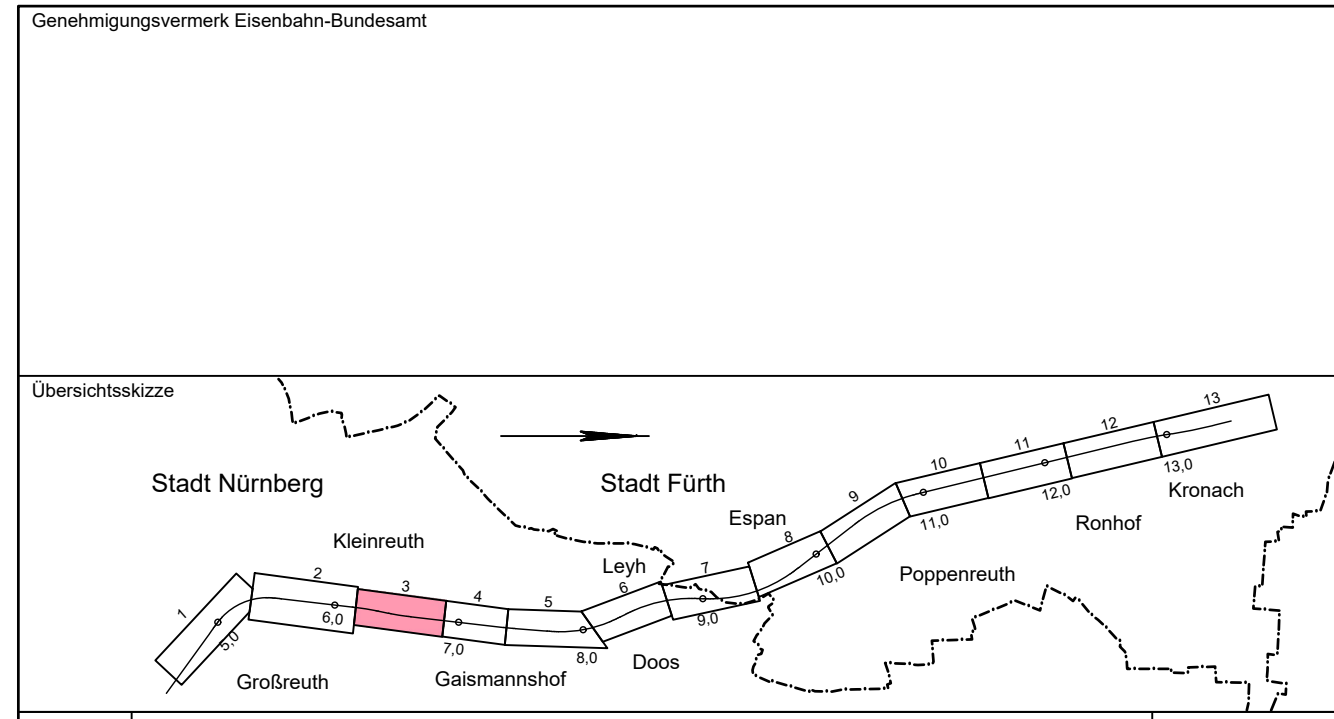 Genehmigungsvermerk Eisenbahn-Bundesamt
Übersichtsskizze
13
12
11
10
9
8
7
6
5
4
3
2
1
Stadt Nürnberg
Stadt Fürth
Kleinreuth
Leyh
Espan
Kronach
Ronhof
Poppenreuth
13,0
12,0
11,0
10,0
9,0
8,0
7,0
6,0
5,0
Großreuth
Gaismannshof
Doos